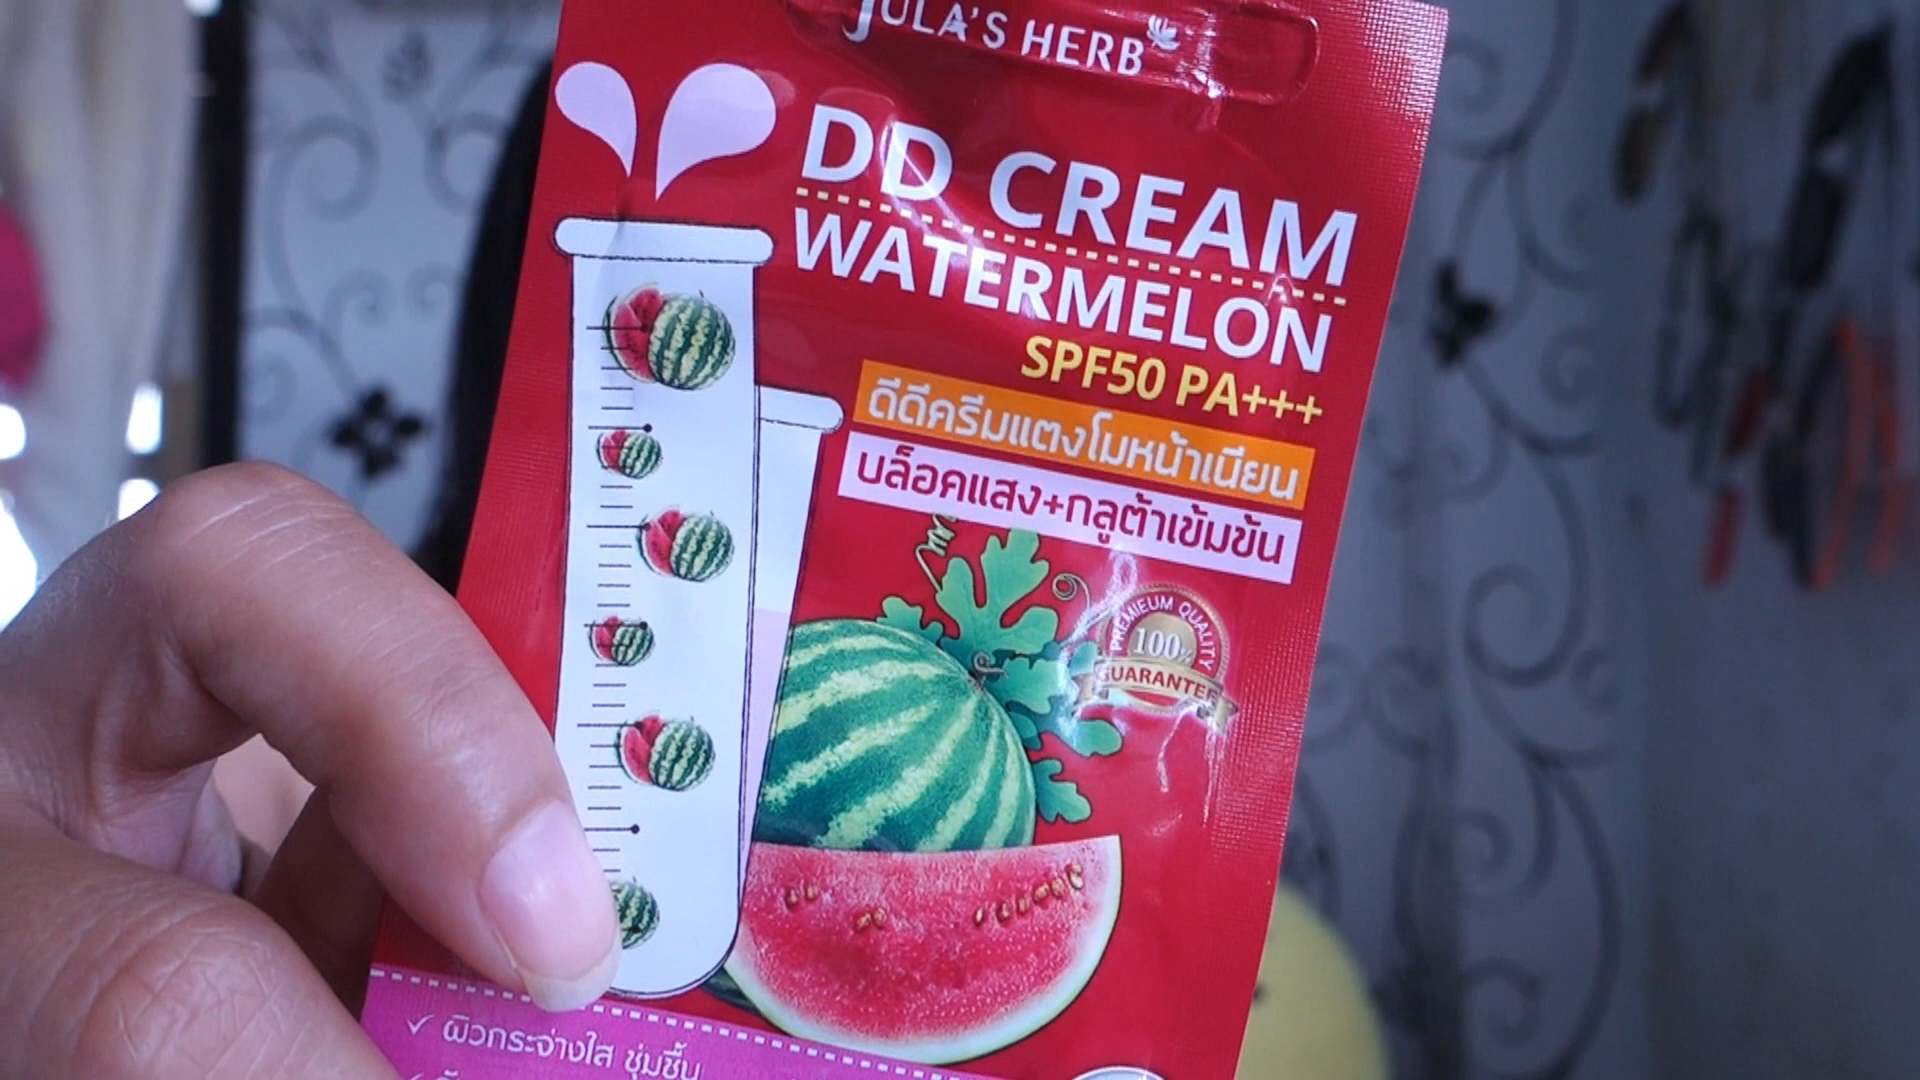 JULA'S HERB
DD CREAM
WATERMELON
SPF50 PA+++
ดีดีครีมแตงโมหน้าเนียน
บล็อคแสง+กลูต้าเข้มข้น
PREMIEUM QUALITY
100%
GUARANTEE
✓ ผิวกระจ่างใส ชุ่มชื้น